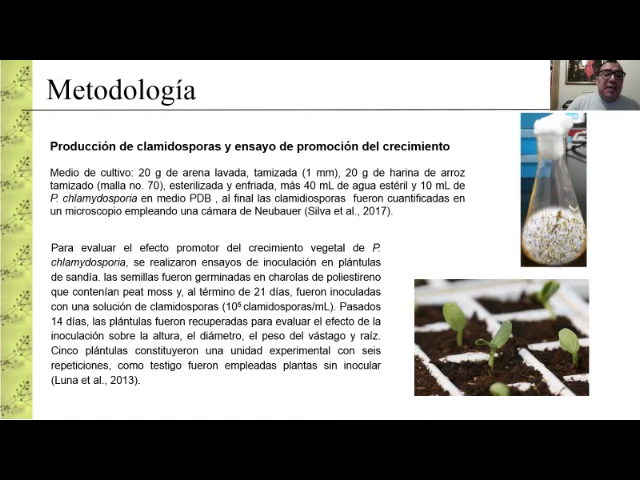 Metodología
Producción de clamidosporas y ensayo de promoción del crecimiento
Medio de cultivo: 20 g de arena lavada, tamizada (1 mm), 20 g de harina de arroz
tamizado (malla no. 70), esterilizada y enfriada, más 40 mL de agua estéril y 10 mL de
P. chlamydosporia en medio PDB , al final las clamidiosporas fueron cuantificadas en
un microscopio empleando una cámara de Neubauer (Silva et al., 2017).
Para evaluar el efecto promotor del crecimiento vegetal de P.
chlamydosporia, se realizaron ensayos de inoculación en plántulas
de sandía. las semillas fueron germinadas en charolas de poliestireno
que contenían peat moss y, al término de 21 días, fueron inoculadas
con una solución de clamidosporas (10⁵ clamidosporas/mL). Pasados
14 días, las plántulas fueron recuperadas para evaluar el efecto de la
inoculación sobre la altura, el diámetro, el peso del vástago y raíz.
Cinco plántulas constituyeron una unidad experimental con seis
repeticiones, como testigo fueron empleadas plantas sin inocular
(Luna et al., 2013).